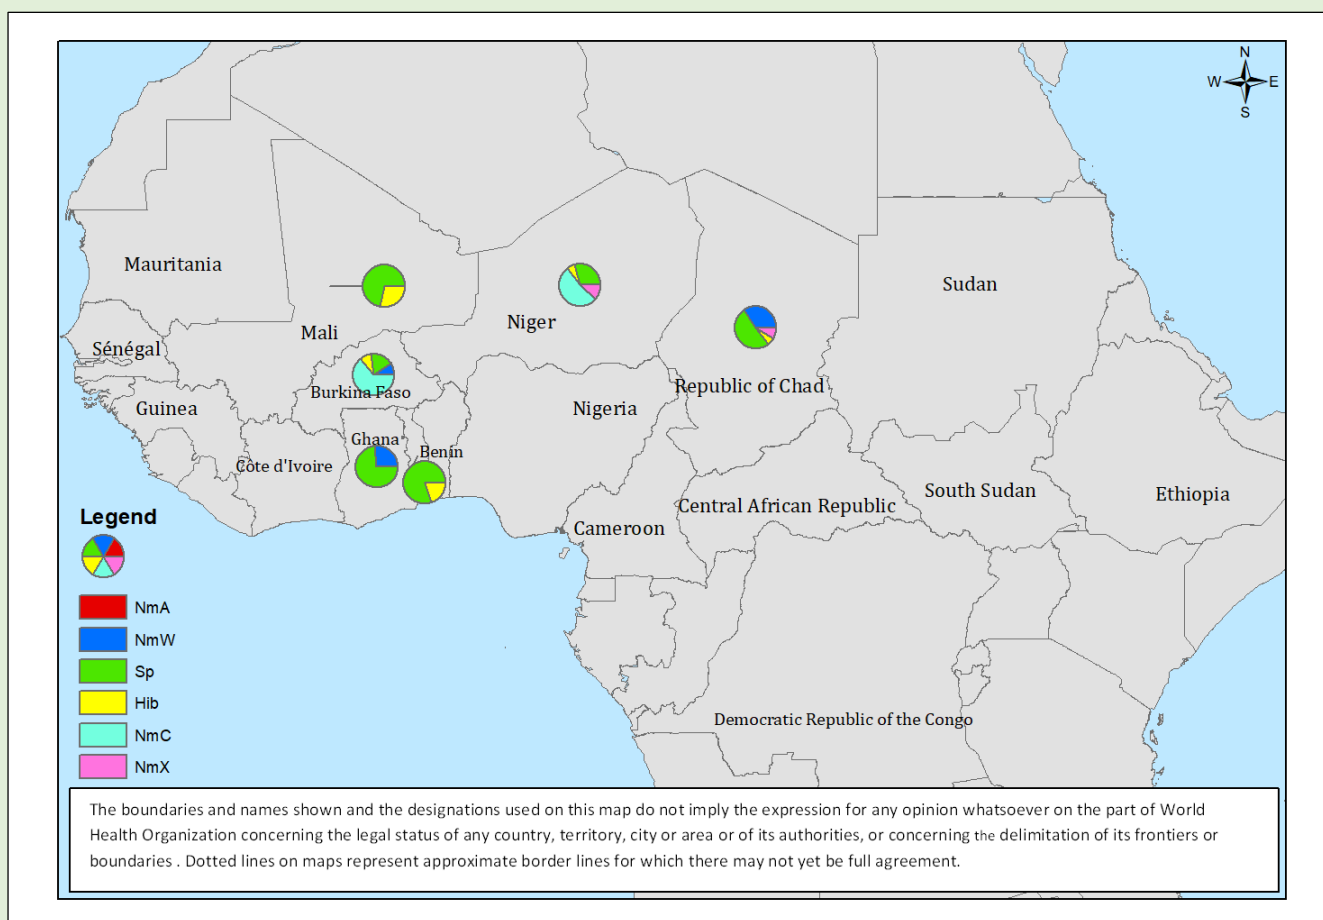 N
W E
S
Mauritania
Sudan
Mali
Niger
Sénégal
Republic of Chad
Burkina Faso
Guinea
Nigeria
Ghana
Benin
Côte d'Ivoire
South Sudan
Ethiopia
Central African Republic
Cameroon
Legend
NmA
NmW
Sp
Hib
NmC
NmX
Democratic Republic of the Congo
The boundaries and names shown and the designations used on this map do not imply the expression for any opinion whatsoever on the part of World
Health Organization concerning the legal status of any country, territory, city or area or of its authorities, or concerning the delimitation of its frontiers or
boundaries . Dotted lines on maps represent approximate border lines for which there may not yet be full agreement.